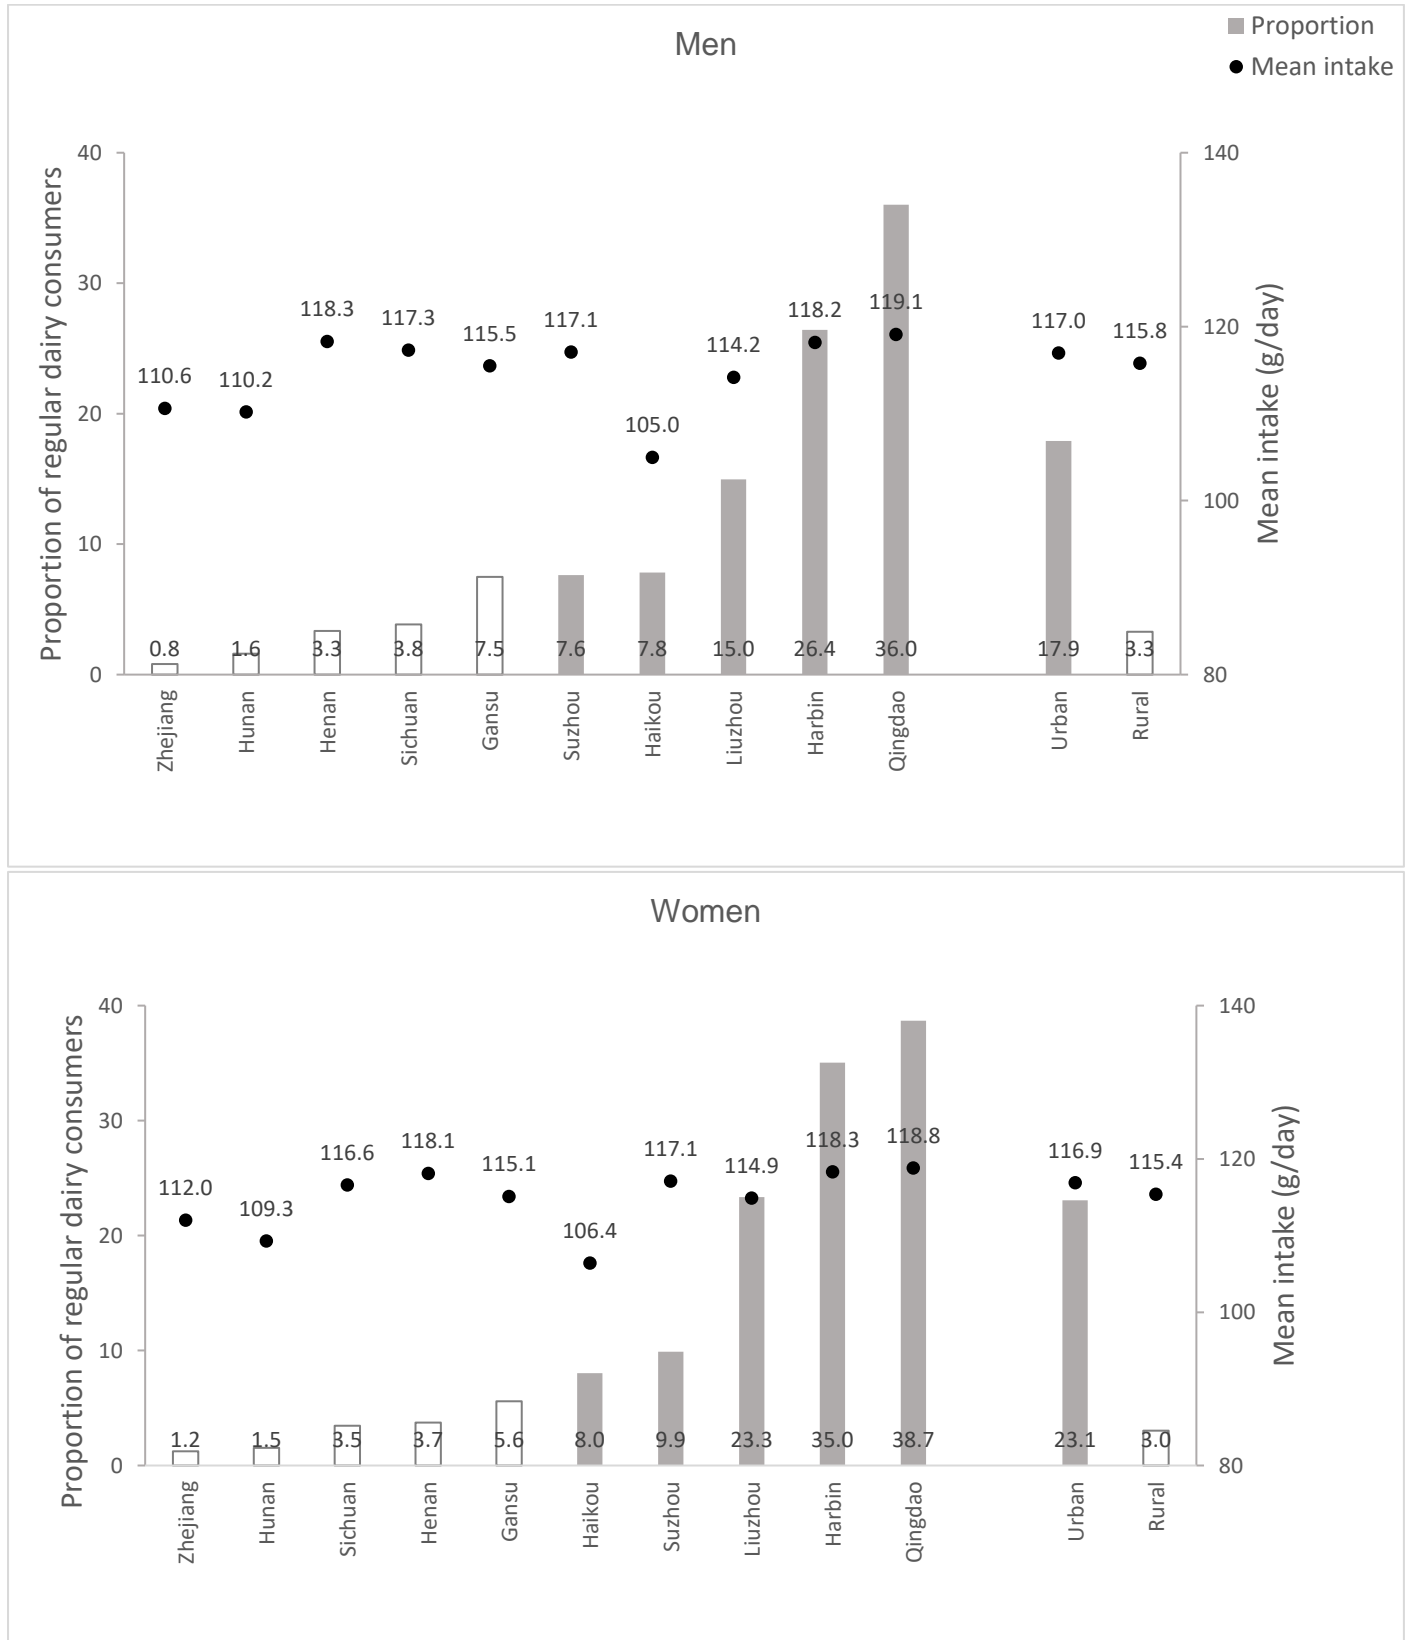 Men
Proportion
Mean intake
Proportion of regular dairy consumers
Mean intake (g/day)
40
30
20
10
0
140
120
100
80
110.6
110.2
118.3
117.3
115.5
117.1
105.0
114.2
118.2
119.1
117.0
115.8
0.8
1.6
3.3
3.8
7.5
7.6
7.8
15.0
26.4
36.0
17.9
3.3
Zhejiang
Hunan
Henan
Sichuan
Gansu
Suzhou
Haikou
Liuzhou
Harbin
Qingdao
Urban
Rural
Women
Proportion of regular dairy consumers
Mean intake (g/day)
40
30
20
10
0
140
120
100
80
112.0
109.3
116.6
118.1
115.1
106.4
117.1
114.9
118.3
118.8
116.9
115.4
1.2
1.5
3.5
3.7
5.6
8.0
9.9
23.3
35.0
38.7
23.1
3.0
Zhejiang
Hunan
Sichuan
Henan
Gansu
Haikou
Suzhou
Liuzhou
Harbin
Qingdao
Urban
Rural